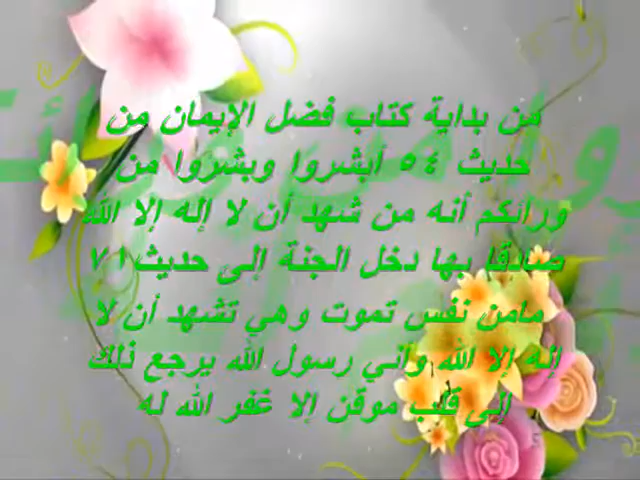 من بداية كتاب فضل الإيمان من
حديث ٥٤ أبشروا وبشروا من
ورائكم أنه من شهد أن لا إله إلا الله
صادقا بها دخل الجنة إلى حديث ٧١
مامن نفس تموت وهي تشهد أن لا
إله إلا الله وأني رسول الله يرجع ذلك
إلى قلب موقن إلا غفر الله له